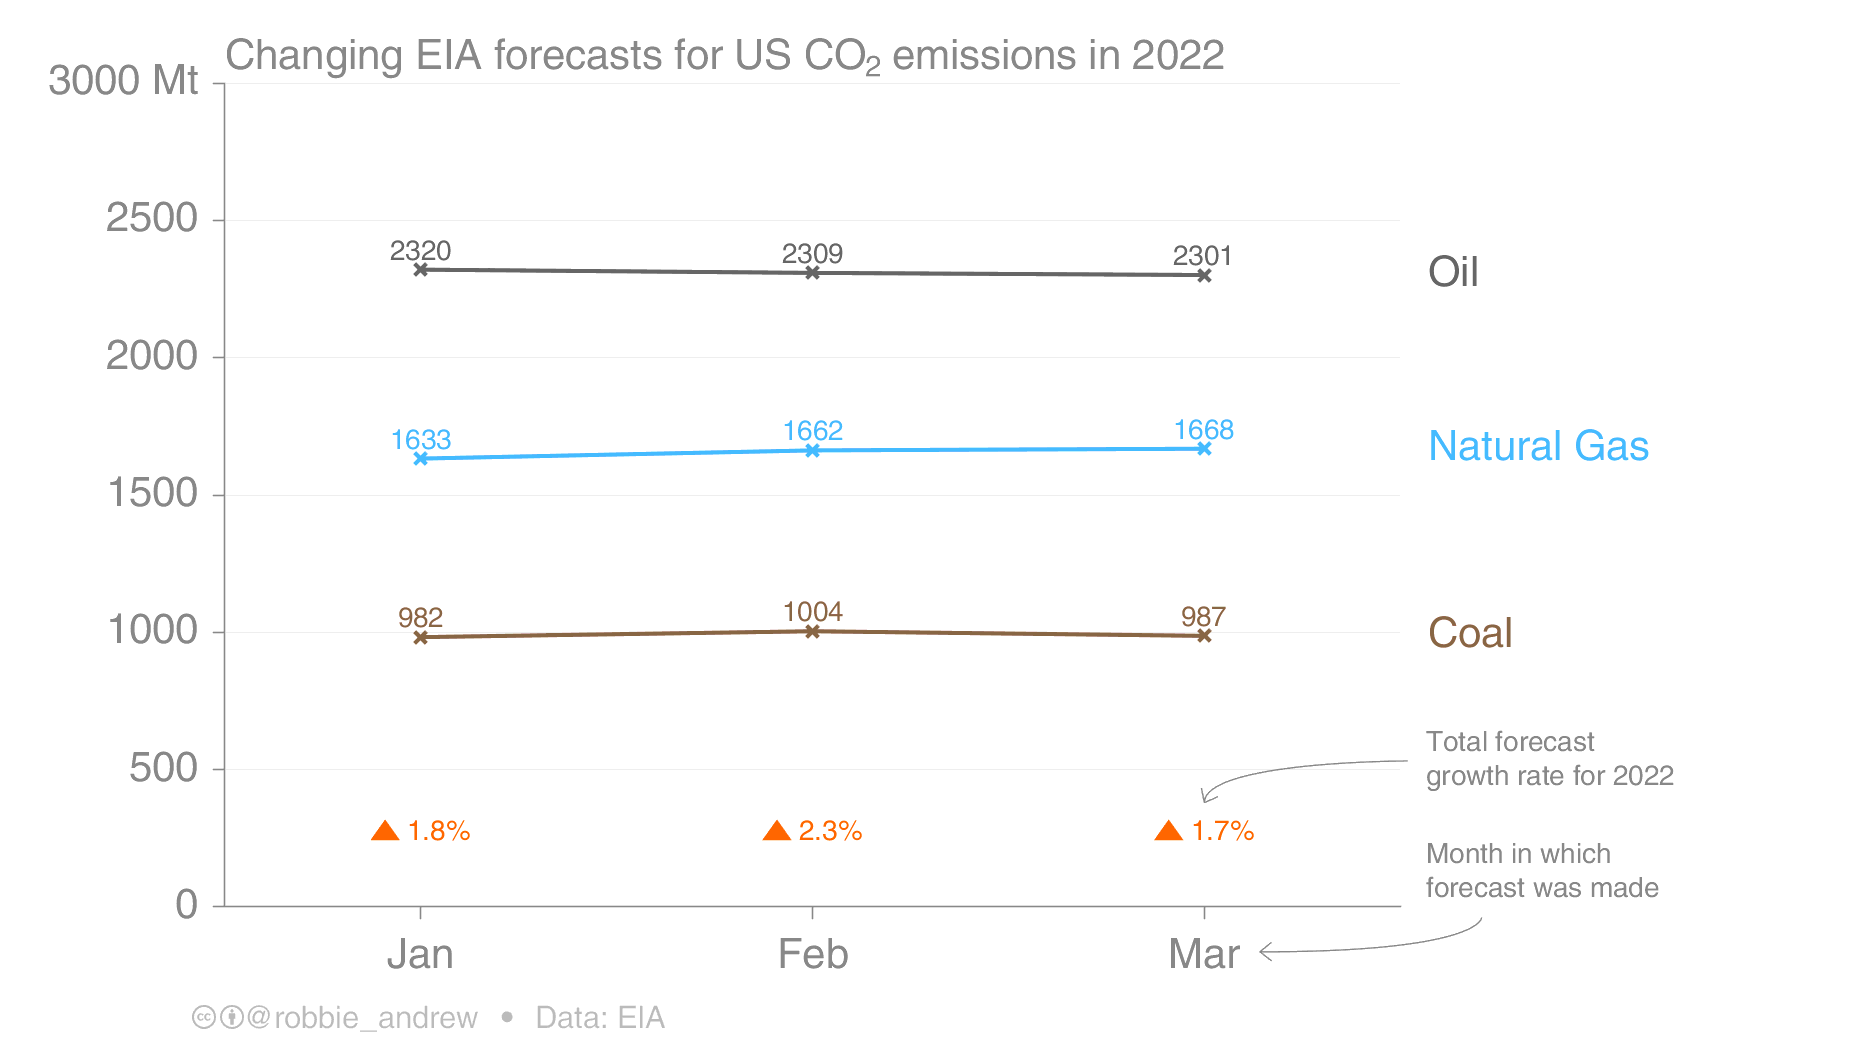 Changing EIA forecasts for US CO₂ emissions in 2022
3000 Mt
2500
2320 2309 2301
Oil
2000
1633 1662 1668
Natural Gas
1500
982 1004 987
1000
Coal
Total forecast
growth rate for 2022
500
1.8% 2.3% 1.7%
Month in which
forecast was made
0
Jan Feb Mar
cc @robbie_andrew • Data: EIA